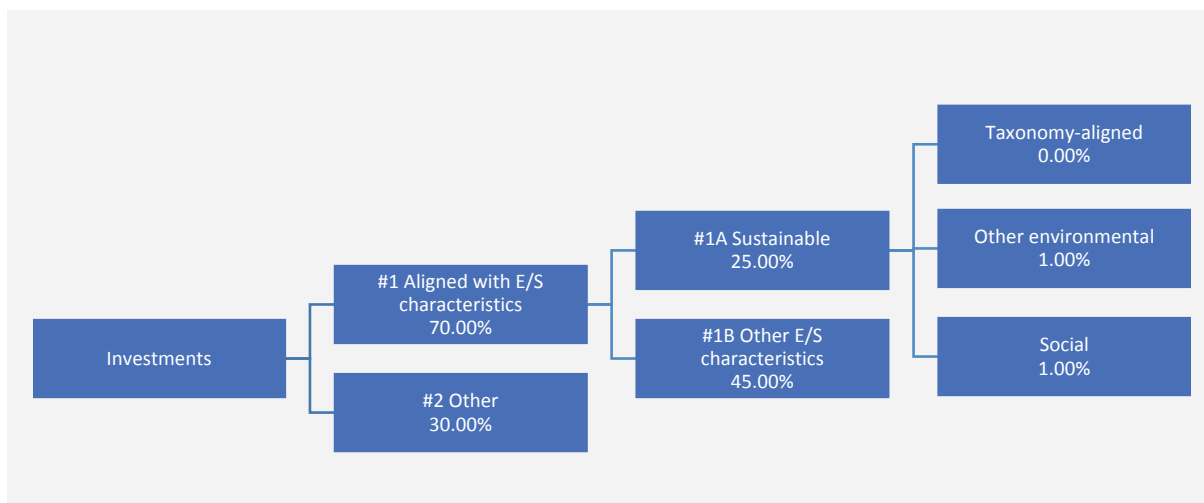 Investments
#1 Aligned with E/S
characteristics
70.00%
#2 Other
30.00%
#1A Sustainable
25.00%
#1B Other E/S
characteristics
45.00%
Taxonomy-aligned
0.00%
Other environmental
1.00%
Social
1.00%